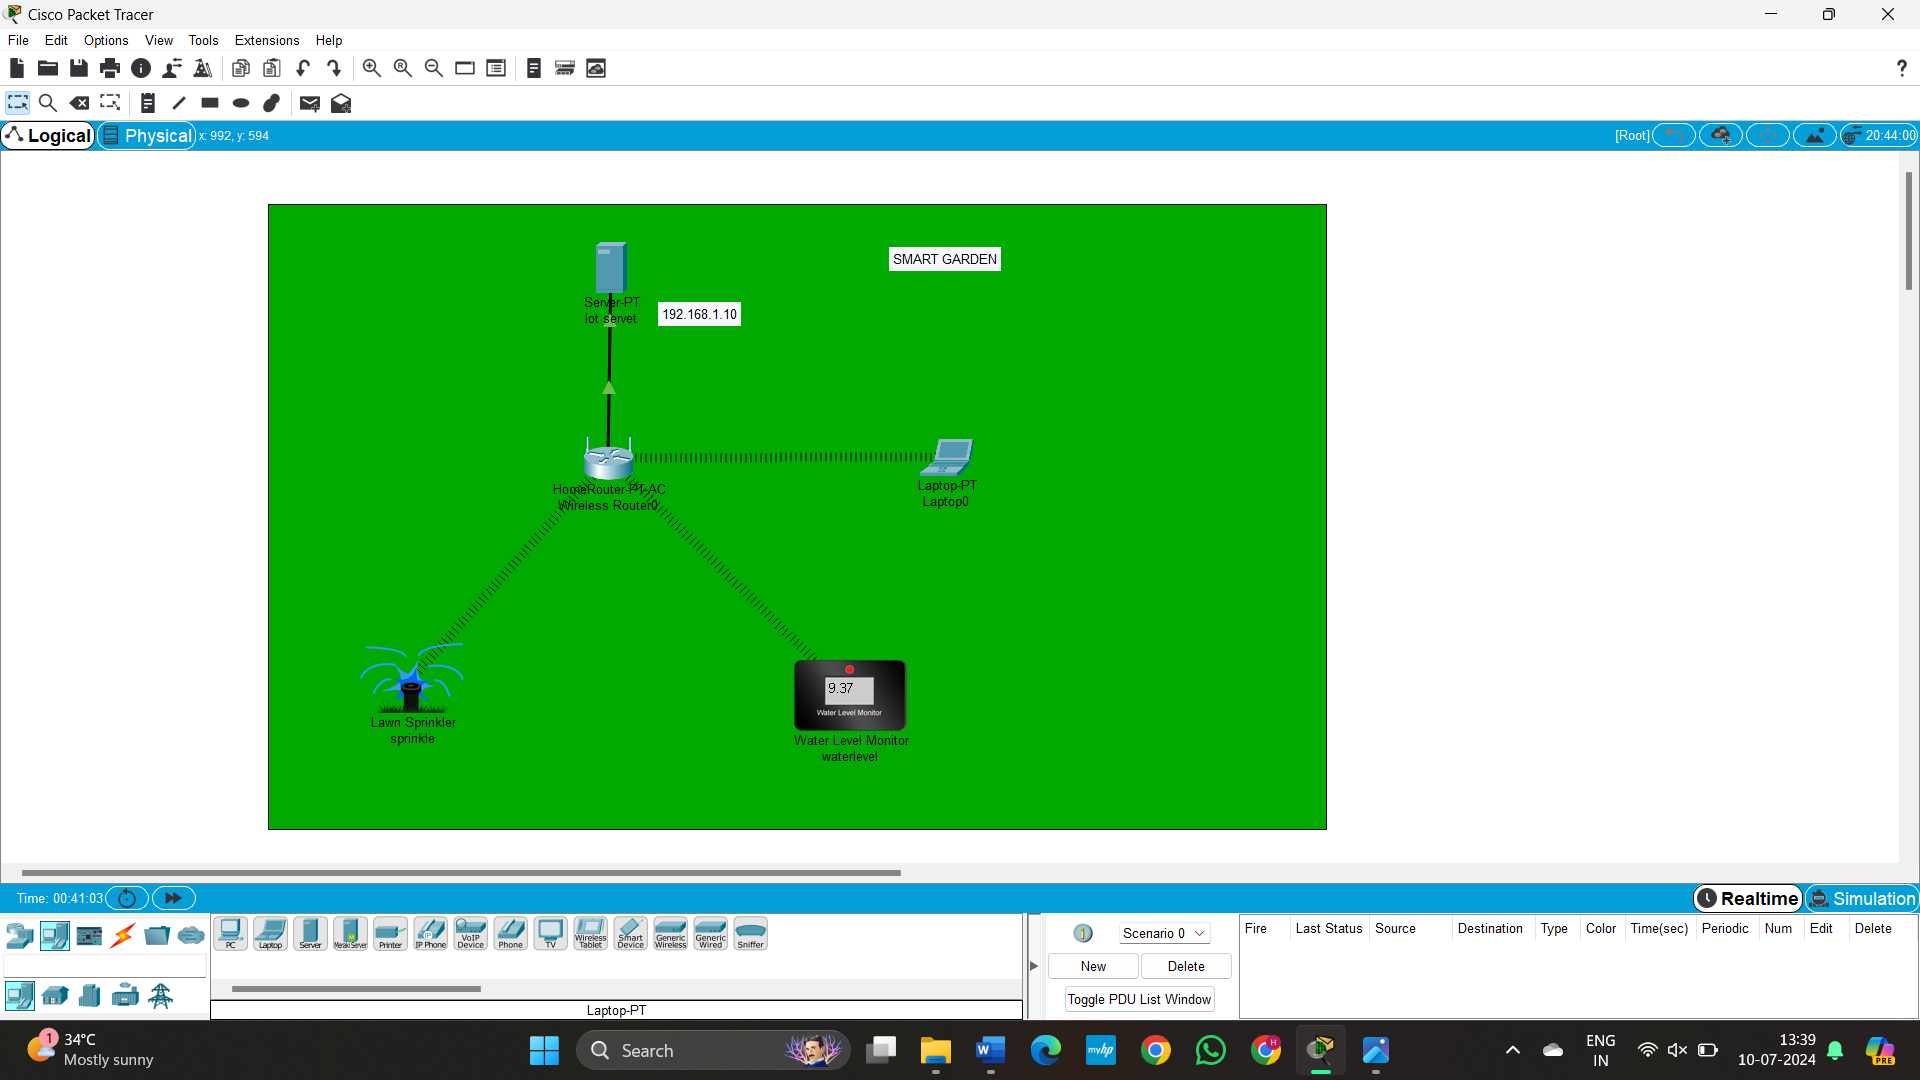 Cisco Packet Tracer
File Edit Options View Tools Extensions Help
?
Logical Physical x: 992, y: 594 [Root] 20:44:00
SMART GARDEN
Server-PT
Iot servet
192.168.1.10
HomeRouter-PT-AC
Wireless Router0
Laptop-PT
Laptop0
Lawn Sprinkler
sprinkle
9.37
Water Level Monitor
Water Level Monitor
waterlevel
Time: 00:41:03 Realtime Simulation
PC Laptop Server Meraki Server Printer IP Phone VoIP Device Phone TV Wireless Tablet Smart Device Generic Wireless Generic Wired Sniffer
Laptop-PT
1 Scenario 0
New Delete
Toggle PDU List Window
Fire Last Status Source Destination Type Color Time(sec) Periodic Num Edit Delete
1 34°C
Mostly sunny
Search
W myhp H
ENG
IN
13:39
10-07-2024
PRE